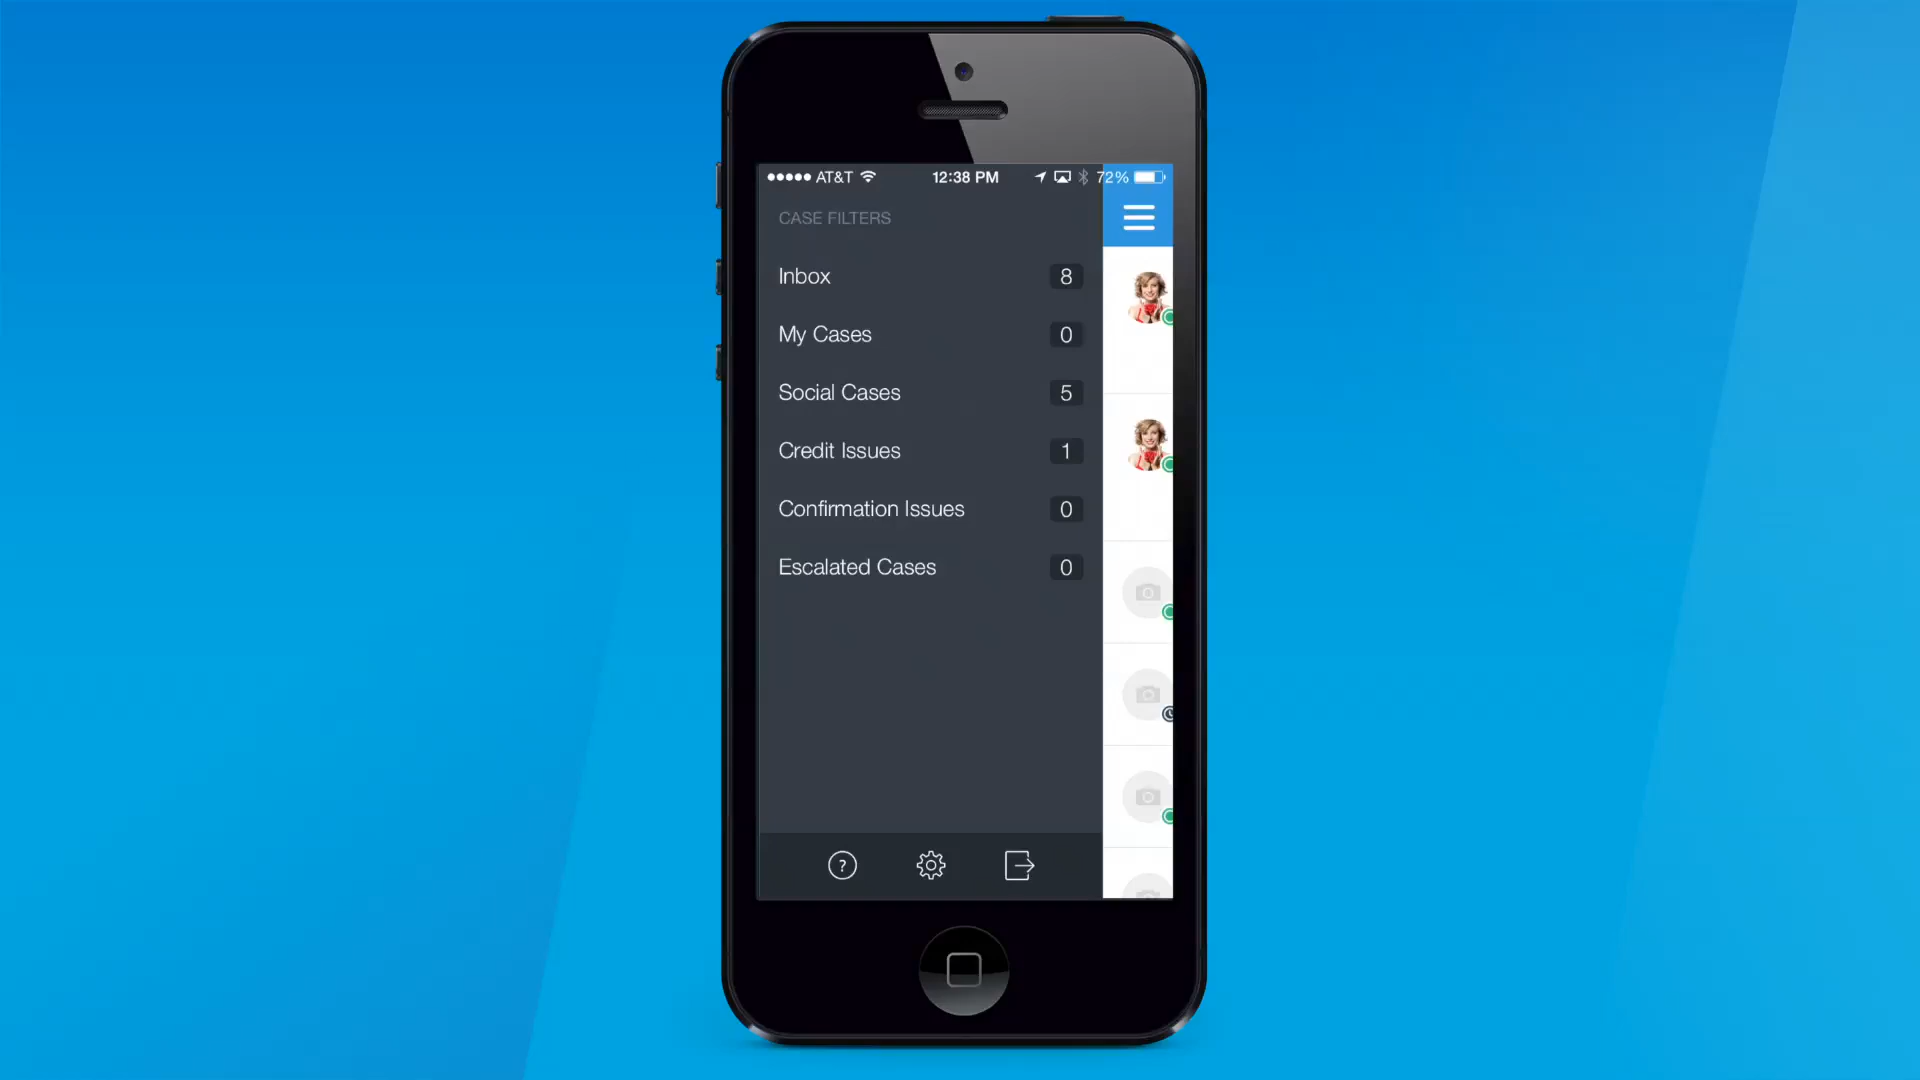 AT&T 12:38 PM 72%
CASE FILTERS
Inbox 8
My Cases 0
Social Cases 5
Credit Issues 1
Confirmation Issues 0
Escalated Cases 0
?